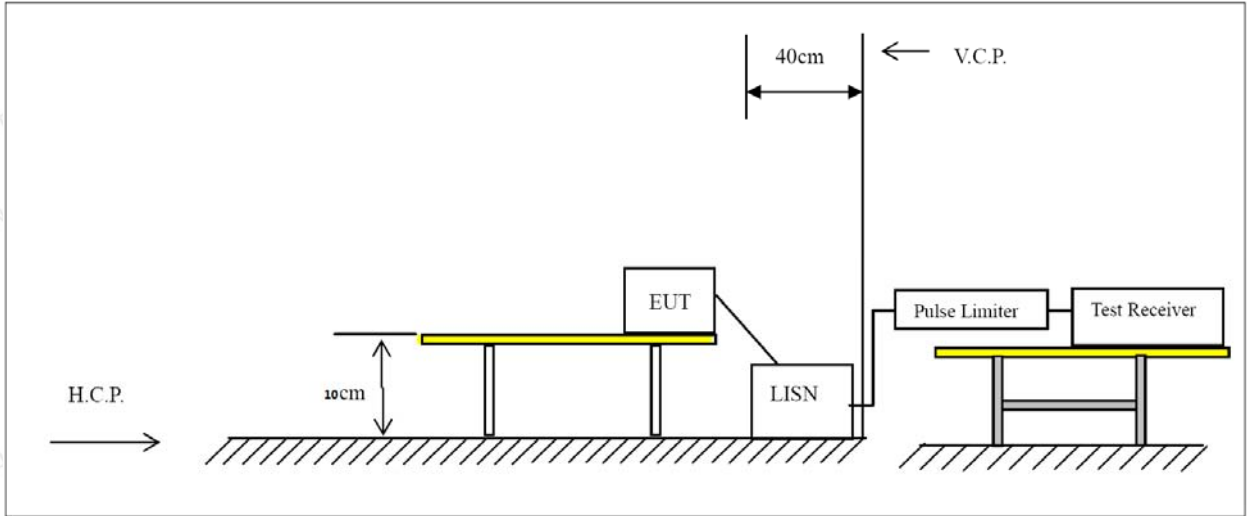 40cm
V.C.P.
EUT
Pulse Limiter
Test Receiver
10cm
LISN
H.C.P.